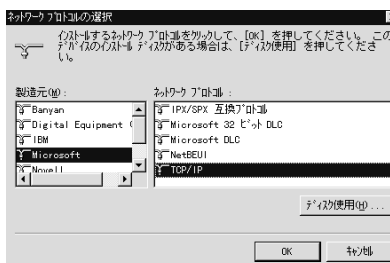 ネットワーク プロトコルの選択
インストールするネットワーク プロトコルをクリックして、[OK] を押してください。 この
デバイスのインストール ディスクがある場合は、[ディスク使用] を押してくださ
い。
製造元(M) :
ネットワーク プロトコル :
Banyan
Digital Equipment
IBM
Microsoft
Novell
IPX/SPX 互換プロトコル
Microsoft 32 ビット DLC
Microsoft DLC
NetBEUI
TCP/IP
ディスク使用(H) ...
OK
キャンセル